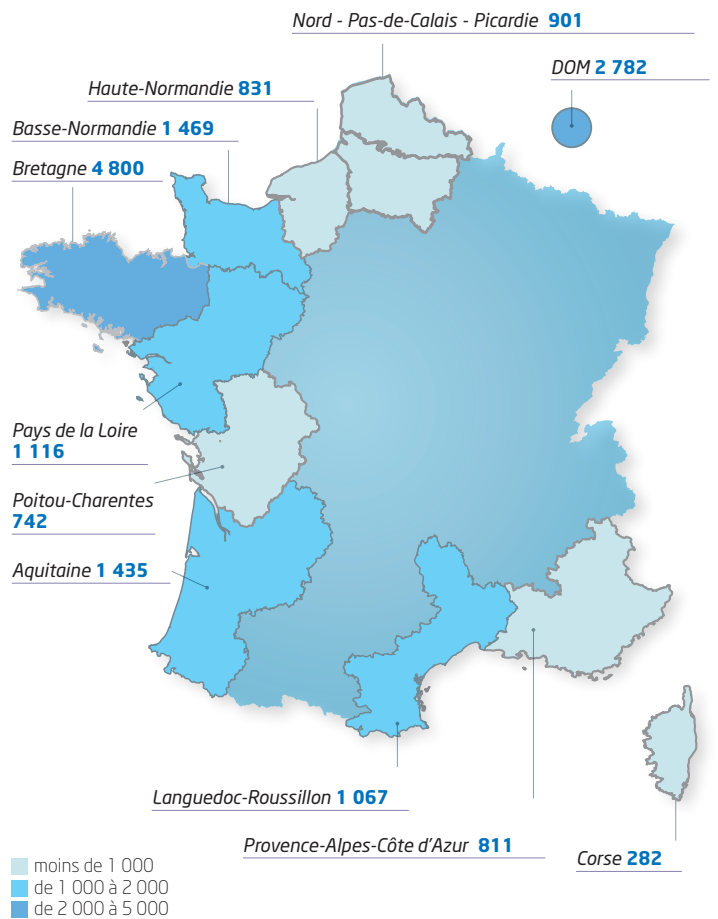 Nord - Pas-de-Calais - Picardie 901
DOM 2 782
Haute-Normandie 831
Basse-Normandie 1 469
Bretagne 4 800
Pays de la Loire
1 116
Poitou-Charentes
742
Aquitaine 1 435
Languedoc-Roussillon 1 067
Provence-Alpes-Côte d'Azur 811
Corse 282
moins de 1 000
de 1 000 à 2 000
de 2 000 à 5 000